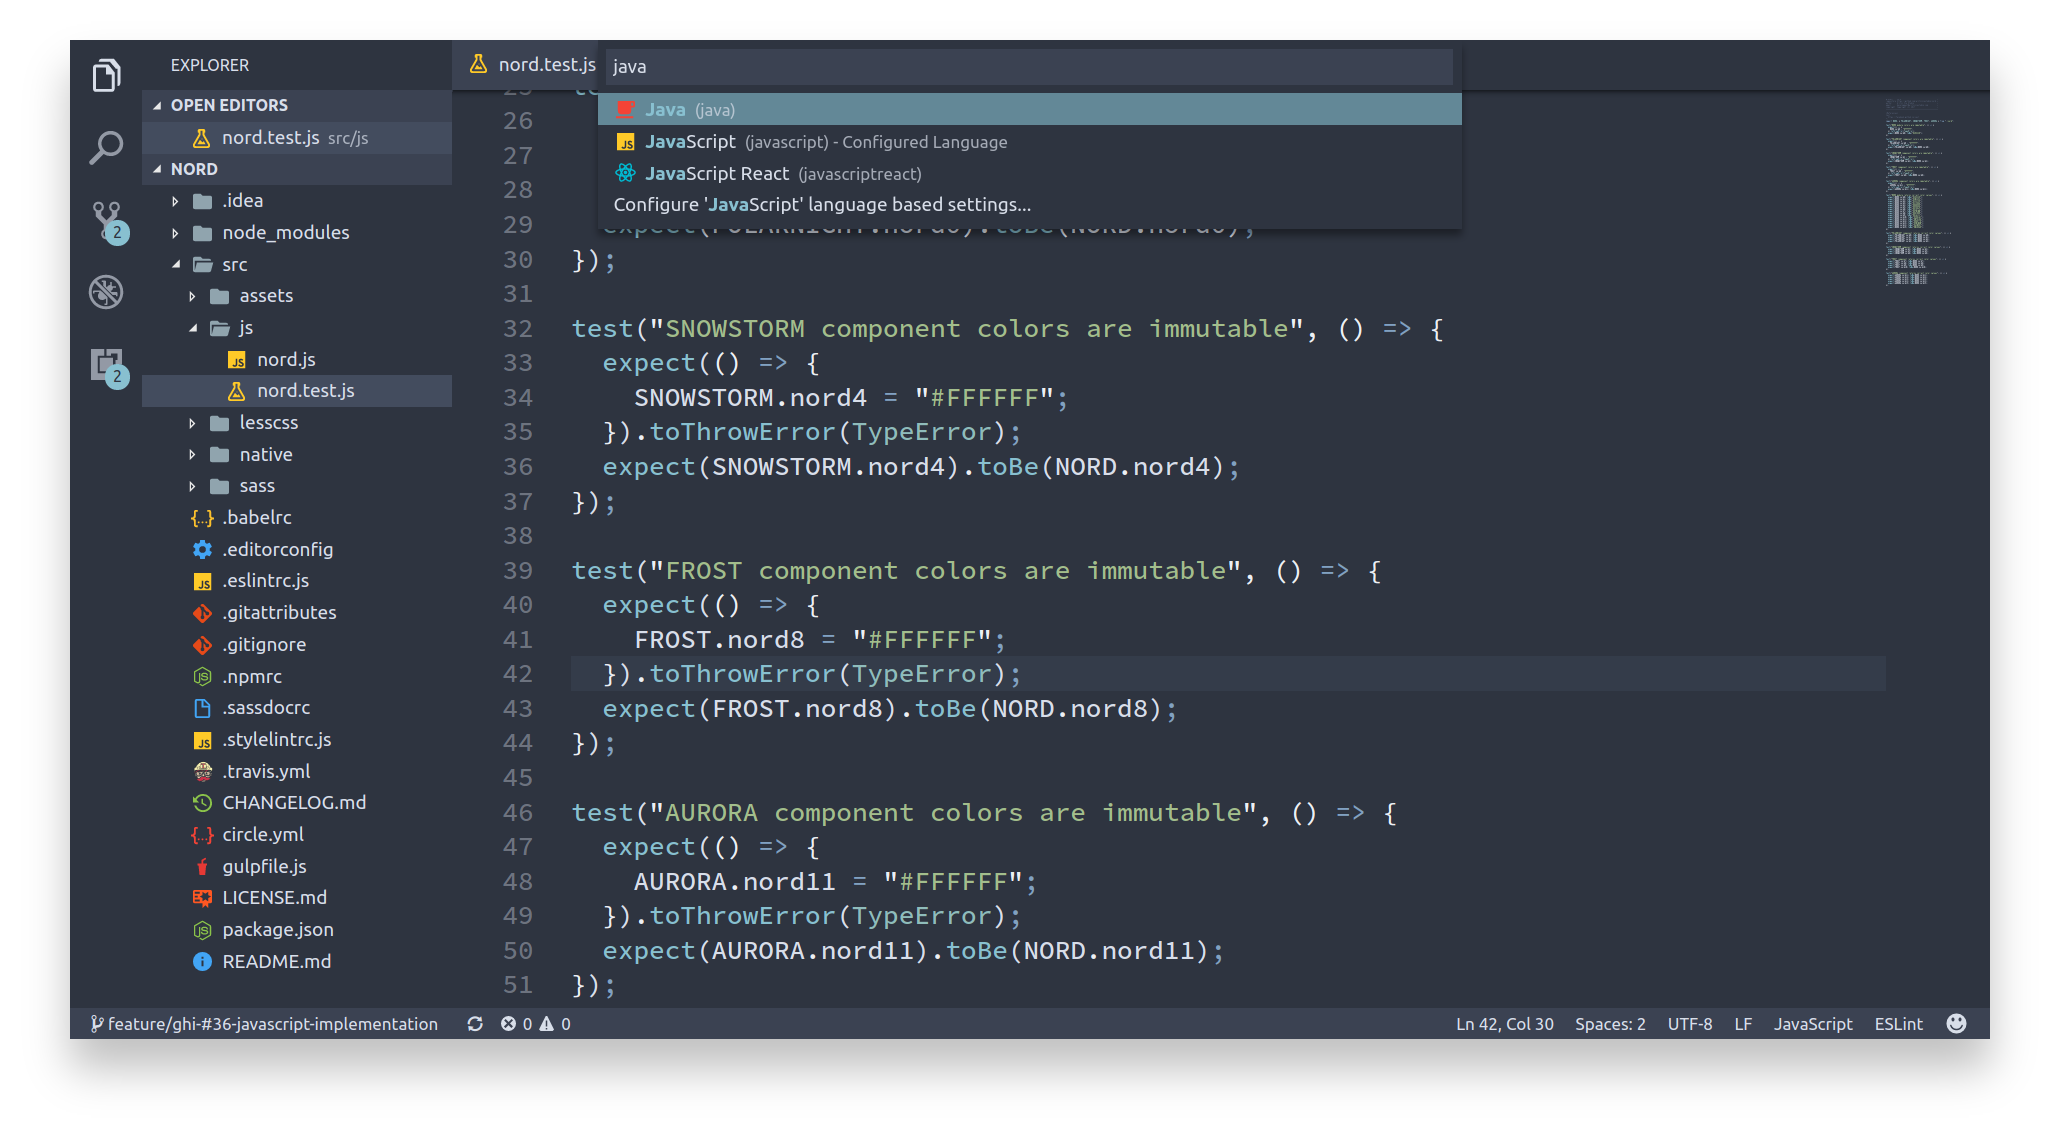 EXPLORER
OPEN EDITORS
nord.test.js src/js
NORD
.idea
node_modules
src
assets
js
nord.js
nord.test.js
lesscss
native
sass
.babelrc
.editorconfig
.eslintrc.js
.gitattributes
.gitignore
.npmrc
.sassdocrc
.stylelintrc.js
.travis.yml
CHANGELOG.md
circle.yml
gulpfile.js
LICENSE.md
package.json
README.md
2
2
nord.test.js
java
Java (java)
JavaScript (javascript) - Configured Language
JavaScript React (javascriptreact)
Configure 'JavaScript' language based settings...
25
26
27
28
29 expect(POLARNIGHT.nord0).toBe(NORD.nord0);
30 });
31
32 test("SNOWSTORM component colors are immutable", () => {
33 expect(() => {
34 SNOWSTORM.nord4 = "#FFFFFF";
35 }).toThrowError(TypeError);
36 expect(SNOWSTORM.nord4).toBe(NORD.nord4);
37 });
38
39 test("FROST component colors are immutable", () => {
40 expect(() => {
41 FROST.nord8 = "#FFFFFF";
42 }).toThrowError(TypeError);
43 expect(FROST.nord8).toBe(NORD.nord8);
44 });
45
46 test("AURORA component colors are immutable", () => {
47 expect(() => {
48 AURORA.nord11 = "#FFFFFF";
49 }).toThrowError(TypeError);
50 expect(AURORA.nord11).toBe(NORD.nord11);
51 });
feature/ghi-#36-javascript-implementation 0 0 Ln 42, Col 30 Spaces: 2 UTF-8 LF JavaScript ESLint